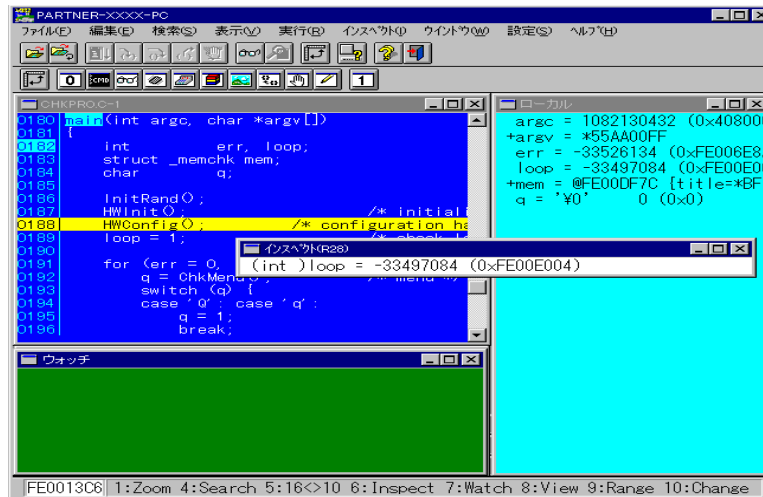 PARTNER-XXXX-PC
ファイル(F) 編集(E) 検索(S) 表示(V) 実行(R) インスペクト(I) ウインドウ(W) 設定(S) ヘルプ(H)
0 CMD 1
CHKPRO.C-1
0180 main(int argc, char *argv[])
0181 {
0182 int err, loop;
0183 struct _memchk mem;
0184 char q;
0185
0186 InitRand();
0187 HWInit(); /* initiali
0188 HWConfig(); /* configuration ha
0189 loop = 1;
0190
0191 for (err = 0,
0192 q = ChkMenu(); /* menu */
0193 switch (q) {
0194 case 'Q': case 'q':
0195 q = 1;
0196 break;
ローカル
argc = 1082130432 (0x40800
+argv = *55AA00FF
err = -33526134 (0xFE006E8
loop = -33497084 (0xFE00E0
+mem = @FE00DF7C {title=*BF
q = '¥0' 0 (0x0)
インスペクト(R28)
(int )loop = -33497084 (0xFE00E004)
ウォッチ
FE0013C6 1:Zoom 4:Search 5:16<>10 6:Inspect 7:Watch 8:View 9:Range 10:Change